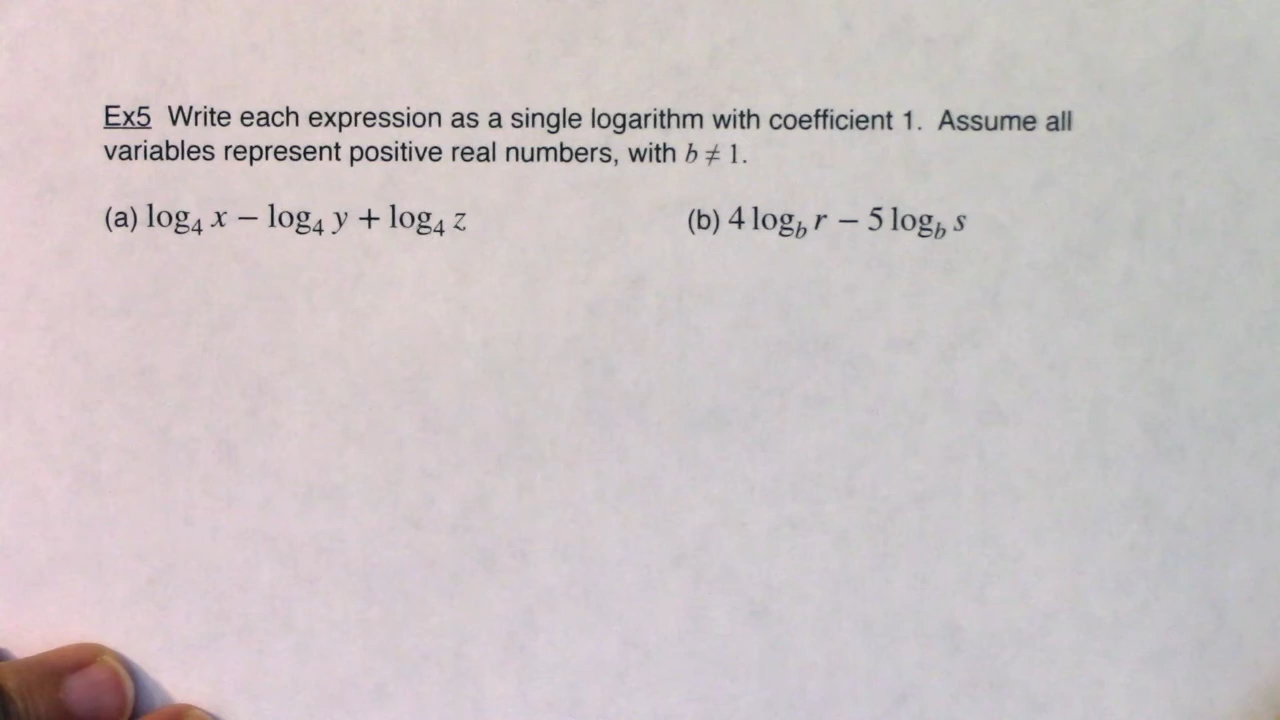 Ex5 Write each expression as a single logarithm with coefficient 1. Assume all
variables represent positive real numbers, with b ≠ 1.
(a) log₄ x − log₄ y + log₄ z (b) 4 log_b r − 5 log_b s